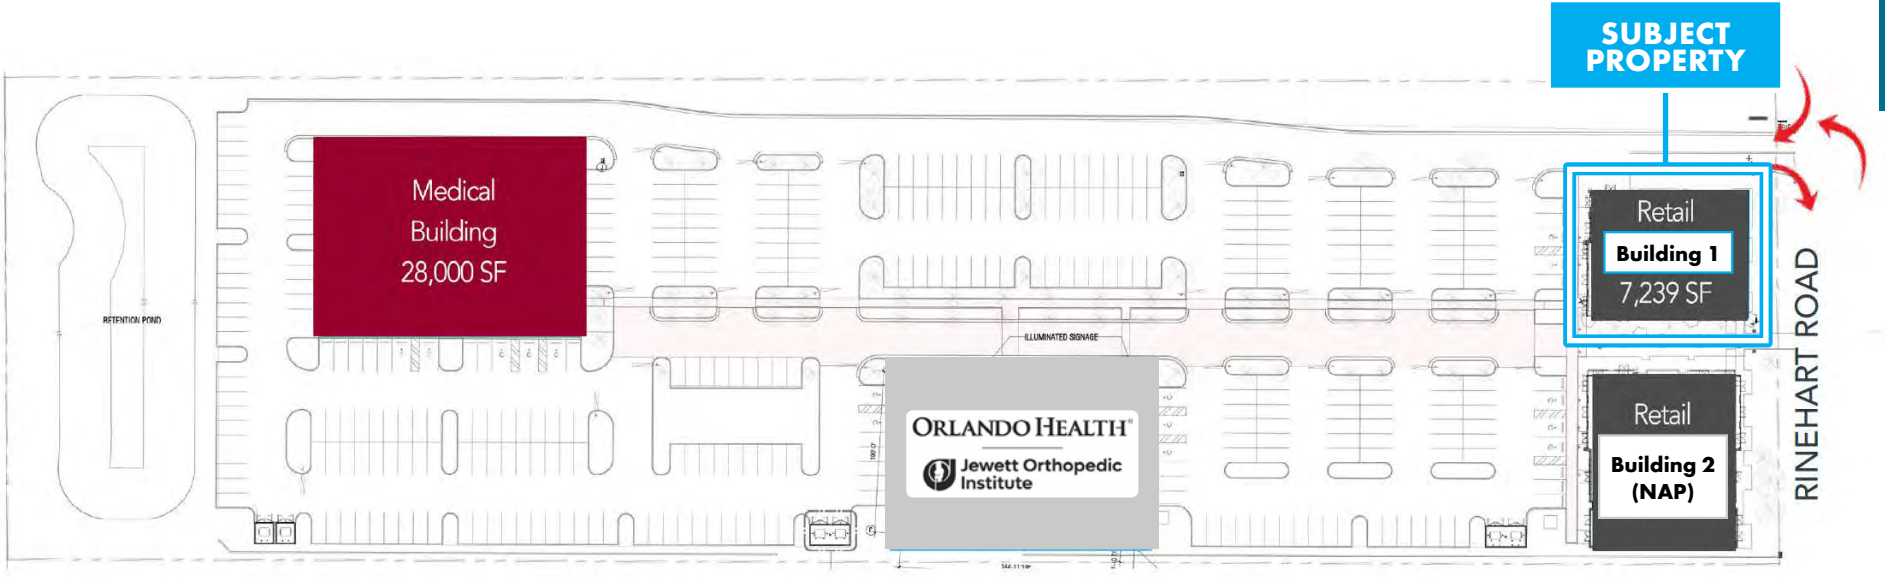 SUBJECT
PROPERTY
Medical
Building
28,000 SF
Retail
Building 1
7,239 SF
RETENTION POND
ILLUMINATED SIGNAGE
RINEHART ROAD
ORLANDO HEALTH®
Jewett Orthopedic
Institute
Retail
Building 2
(NAP)